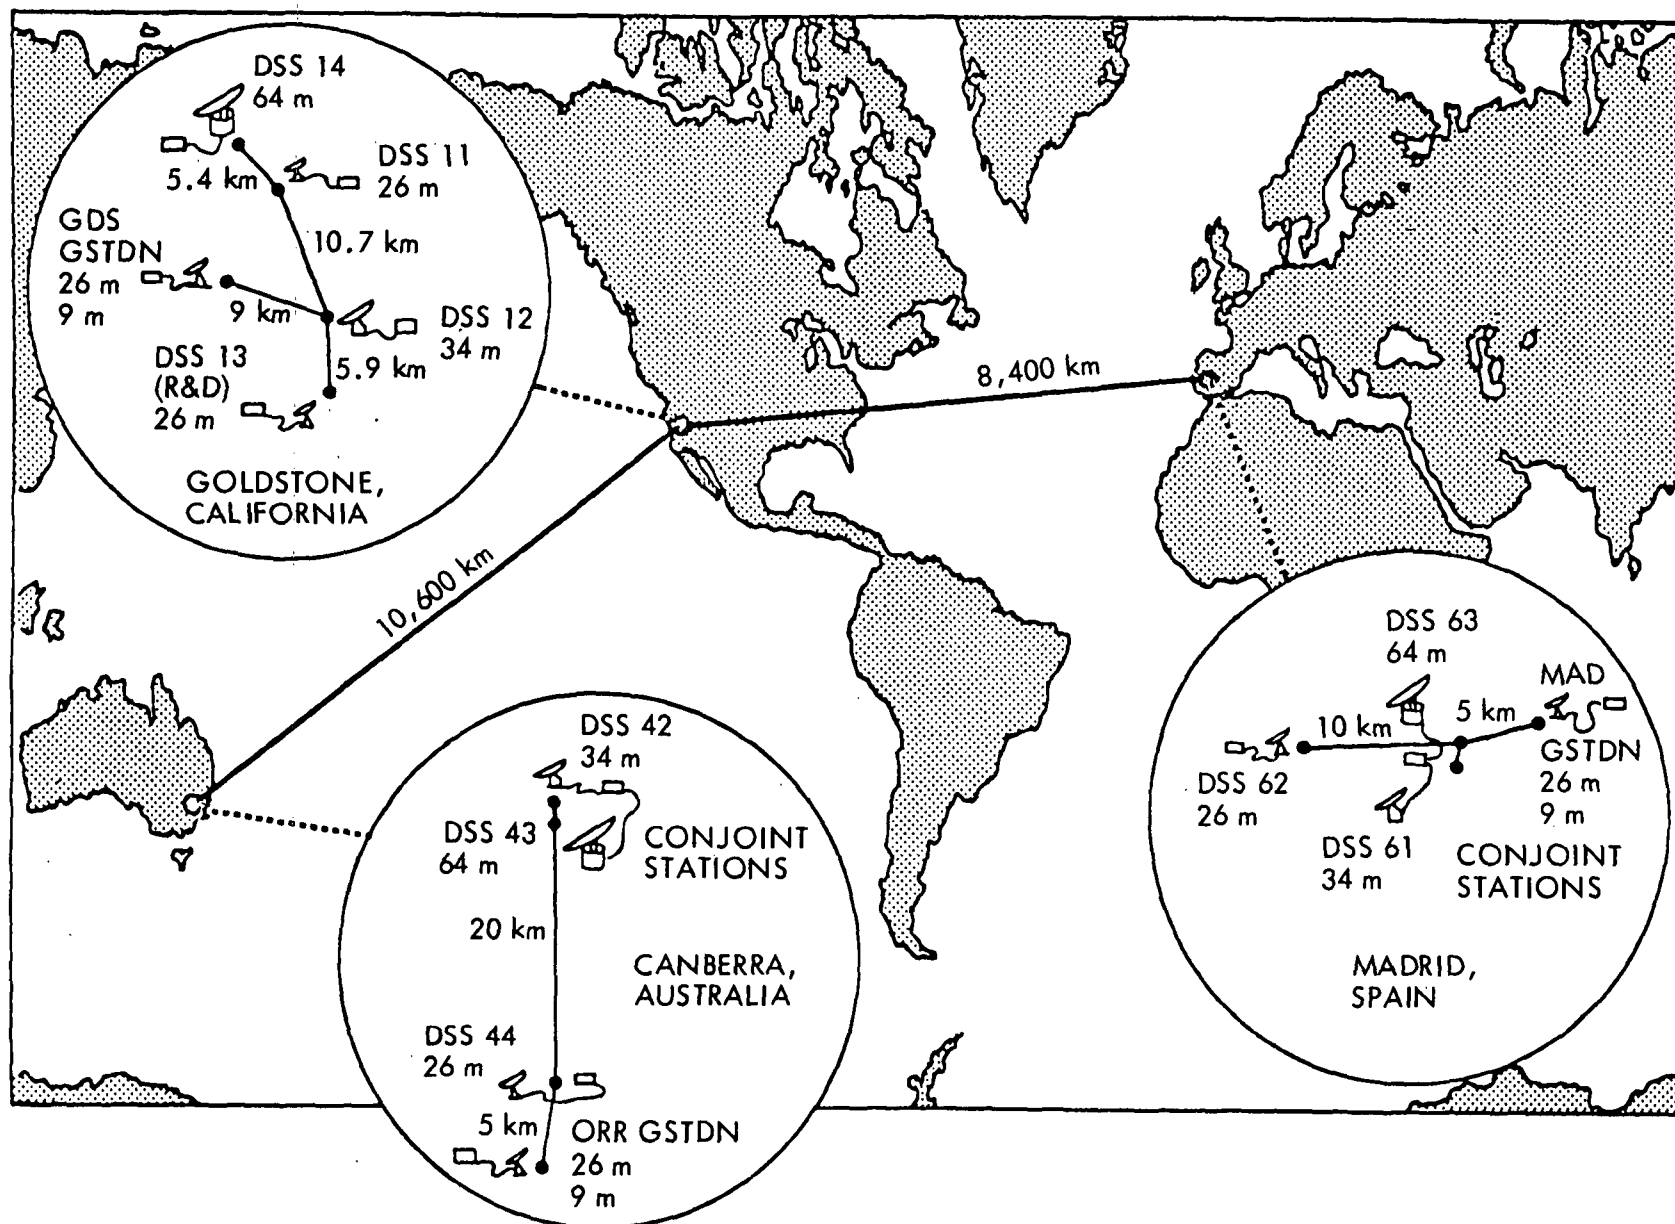 DSS 14
64 m
5.4 km
DSS 11
26 m
GDS
GSTDN
26 m
9 m
10.7 km
9 km
DSS 12
34 m
DSS 13
(R&D)
26 m
5.9 km
GOLDSTONE,
CALIFORNIA
8,400 km
10,600 km
DSS 42
34 m
DSS 43
64 m
CONJOINT
STATIONS
20 km
CANBERRA,
AUSTRALIA
DSS 44
26 m
5 km
ORR GSTDN
26 m
9 m
DSS 63
64 m
MAD
10 km
5 km
GSTDN
26 m
9 m
DSS 62
26 m
DSS 61
34 m
CONJOINT
STATIONS
MADRID,
SPAIN